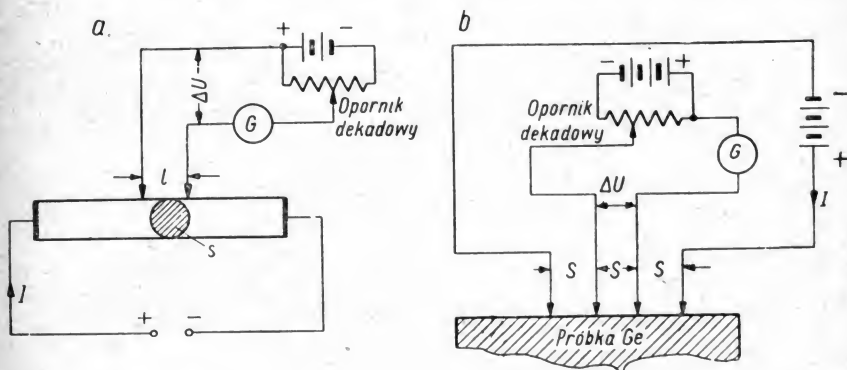 a.
+ -
ΔU
Opornik
dekadowy
G
l
s
I
+ -
b
- +
Opornik
dekadowy
G
ΔU
-
+
I
S S S
Próbka Ge